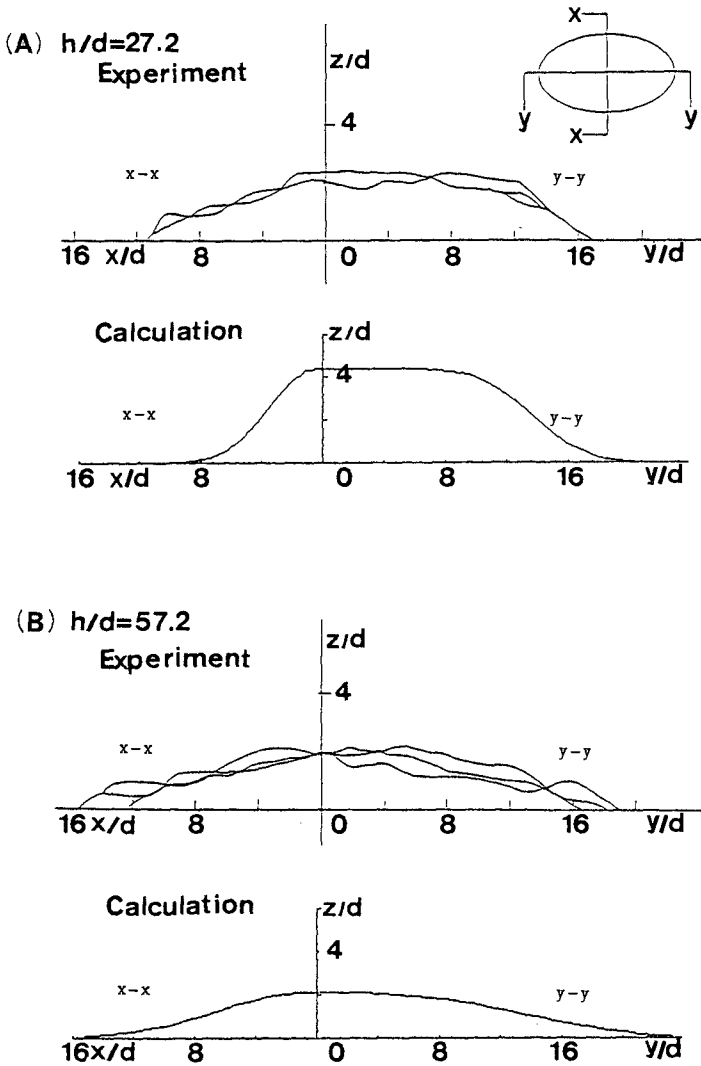 (A) h/d=27.2
Experiment
z/d
4
x-x
y-y
16 x/d 8 0 8 16 y/d
x
x
y
y
Calculation
z/d
4
x-x
y-y
16 x/d 8 0 8 16 y/d
(B) h/d=57.2
Experiment
z/d
4
x-x
y-y
16 x/d 8 0 8 16 y/d
Calculation
z/d
4
x-x
y-y
16 x/d 8 0 8 16 y/d